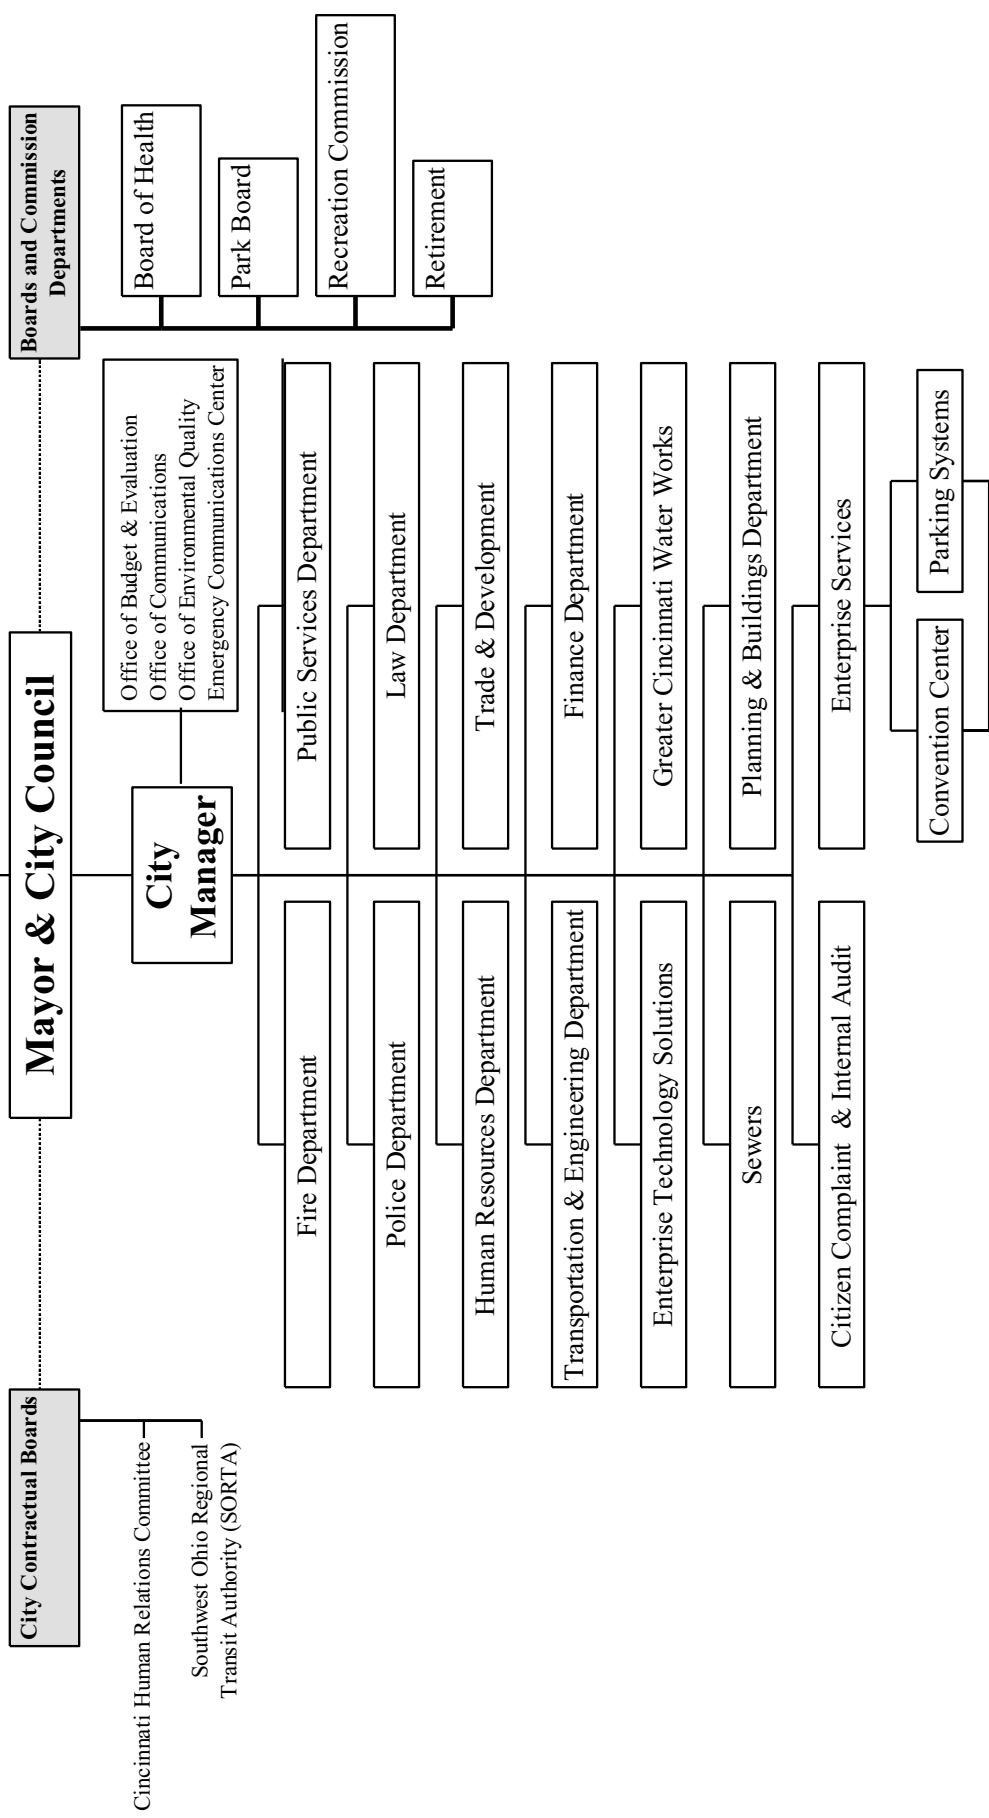 Mayor & City Council
City Contractual Boards
Cincinnati Human Relations Committee
Southwest Ohio Regional
Transit Authority (SORTA)
Boards and Commission
Departments
Board of Health
Park Board
Recreation Commission
Retirement
City
Manager
Office of Budget & Evaluation
Office of Communications
Office of Environmental Quality
Emergency Communications Center
Fire Department
Public Services Department
Police Department
Law Department
Human Resources Department
Trade & Development
Transportation & Engineering Department
Finance Department
Enterprise Technology Solutions
Greater Cincinnati Water Works
Sewers
Planning & Buildings Department
Citizen Complaint & Internal Audit
Enterprise Services
Convention Center
Parking Systems